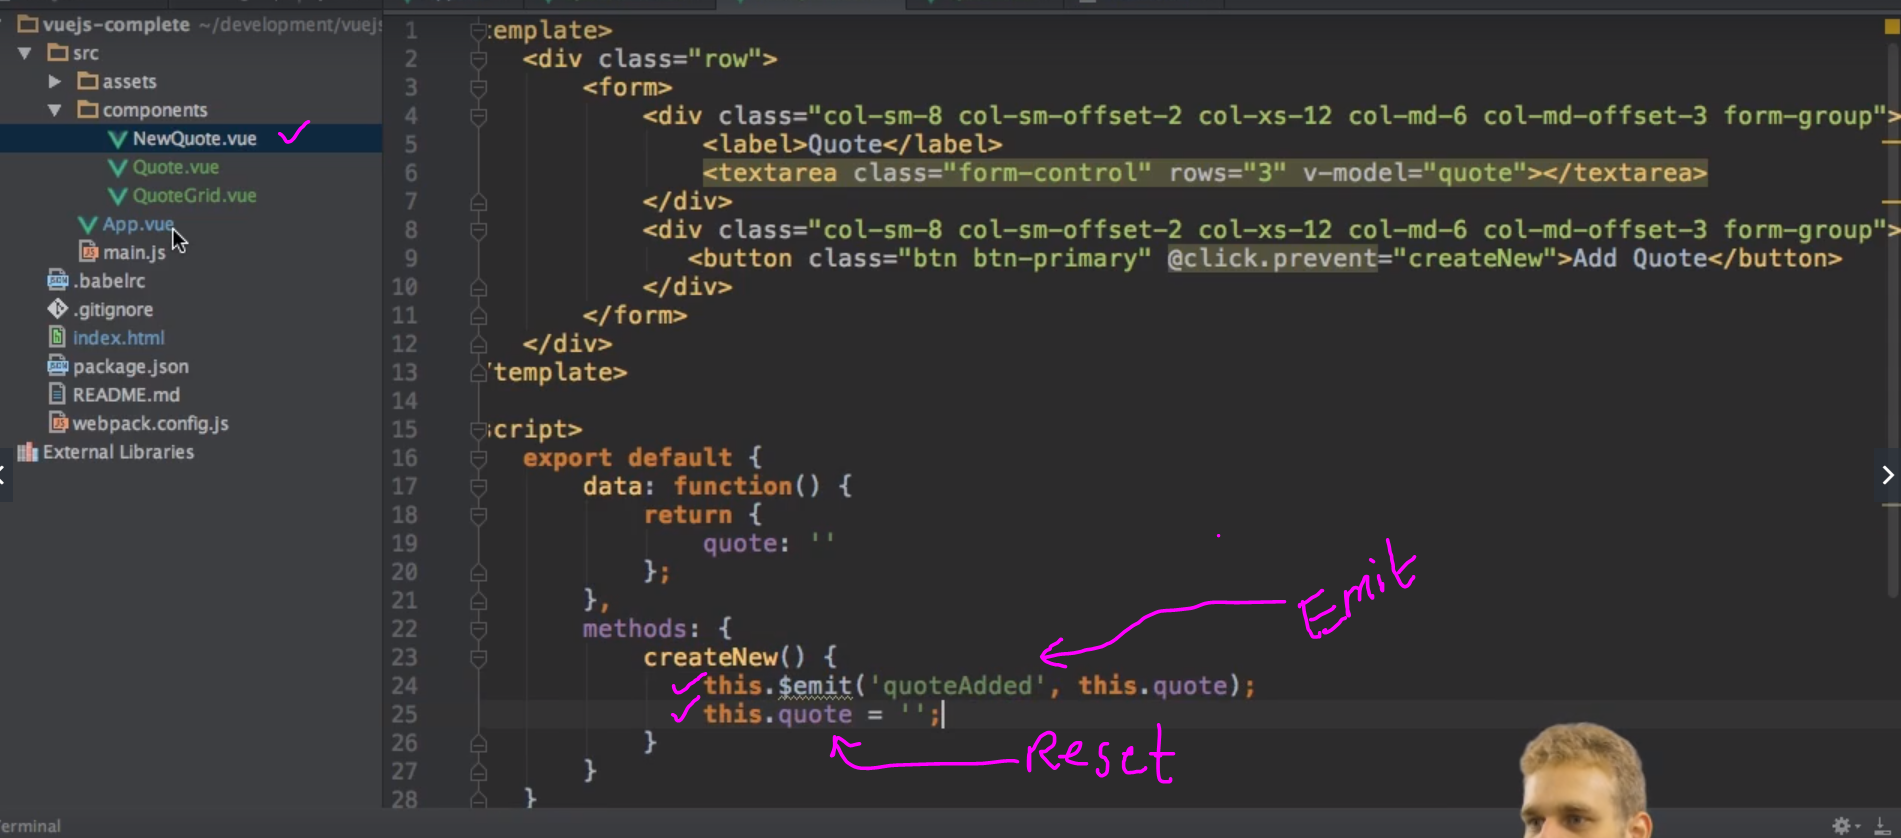 vuejs-complete ~/development/vuejs
src
assets
components
NewQuote.vue
Quote.vue
QuoteGrid.vue
App.vue
main.js
.babelrc
.gitignore
index.html
package.json
README.md
webpack.config.js
External Libraries
1 template>
2 <div class="row">
3 <form>
4 <div class="col-sm-8 col-sm-offset-2 col-xs-12 col-md-6 col-md-offset-3 form-group">
5 <label>Quote</label>
6 <textarea class="form-control" rows="3" v-model="quote"></textarea>
7 </div>
8 <div class="col-sm-8 col-sm-offset-2 col-xs-12 col-md-6 col-md-offset-3 form-group">
9 <button class="btn btn-primary" @click.prevent="createNew">Add Quote</button>
10 </div>
11 </form>
12 </div>
13 /template>
14
15 script>
16 export default {
17 data: function() {
18 return {
19 quote: ''
20 };
21 },
22 methods: {
23 createNew() {
24 this.$emit('quoteAdded', this.quote);
25 this.quote = '';
26 }
27 }
28 }
Emit
Reset
erminal